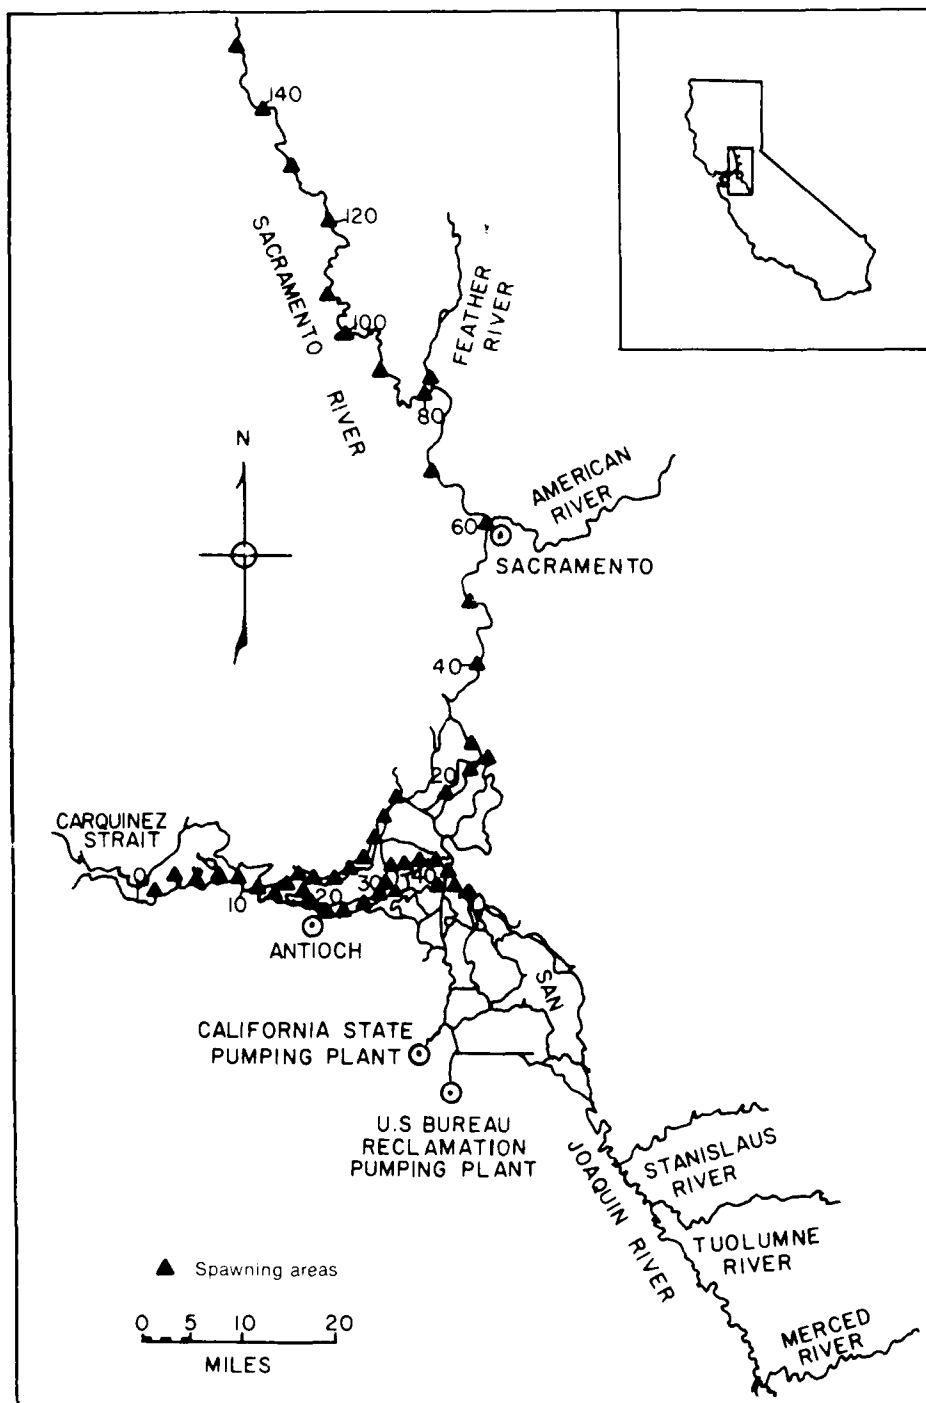 140
120
SACRAMENTO
RIVER
100
FEATHER
RIVER
80
N
AMERICAN
RIVER
60
SACRAMENTO
40
20
CARQUINEZ
STRAIT
0
10
20
30
40
ANTIOCH
SAN
JOAQUIN RIVER
CALIFORNIA STATE
PUMPING PLANT
U.S BUREAU
RECLAMATION
PUMPING PLANT
STANISLAUS
RIVER
TUOLUMNE
RIVER
MERCED
RIVER
Spawning areas
0 5 10 20
MILES